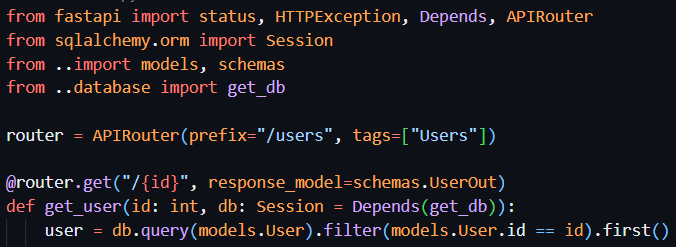 from fastapi import status, HTTPException, Depends, APIRouter
from sqlalchemy.orm import Session
from ..import models, schemas
from ..database import get_db

router = APIRouter(prefix="/users", tags=["Users"])

@router.get("/{id}", response_model=schemas.UserOut)
def get_user(id: int, db: Session = Depends(get_db)):
    user = db.query(models.User).filter(models.User.id == id).first()